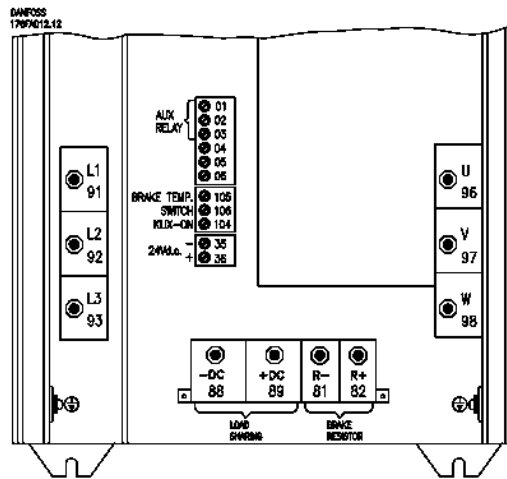 DANFOSS
176FA012.12
AUX
RELAY
01
02
03
04
05
06
BRAKE TEMP. 105
SWITCH 106
KLIX-ON 104
24Vd.c. - 35
+ 36
L1
91
L2
92
L3
93
U
96
V
97
W
98
-DC +DC R- R+
88 89 81 82
LOAD
SHARING
BRAKE
RESISTOR